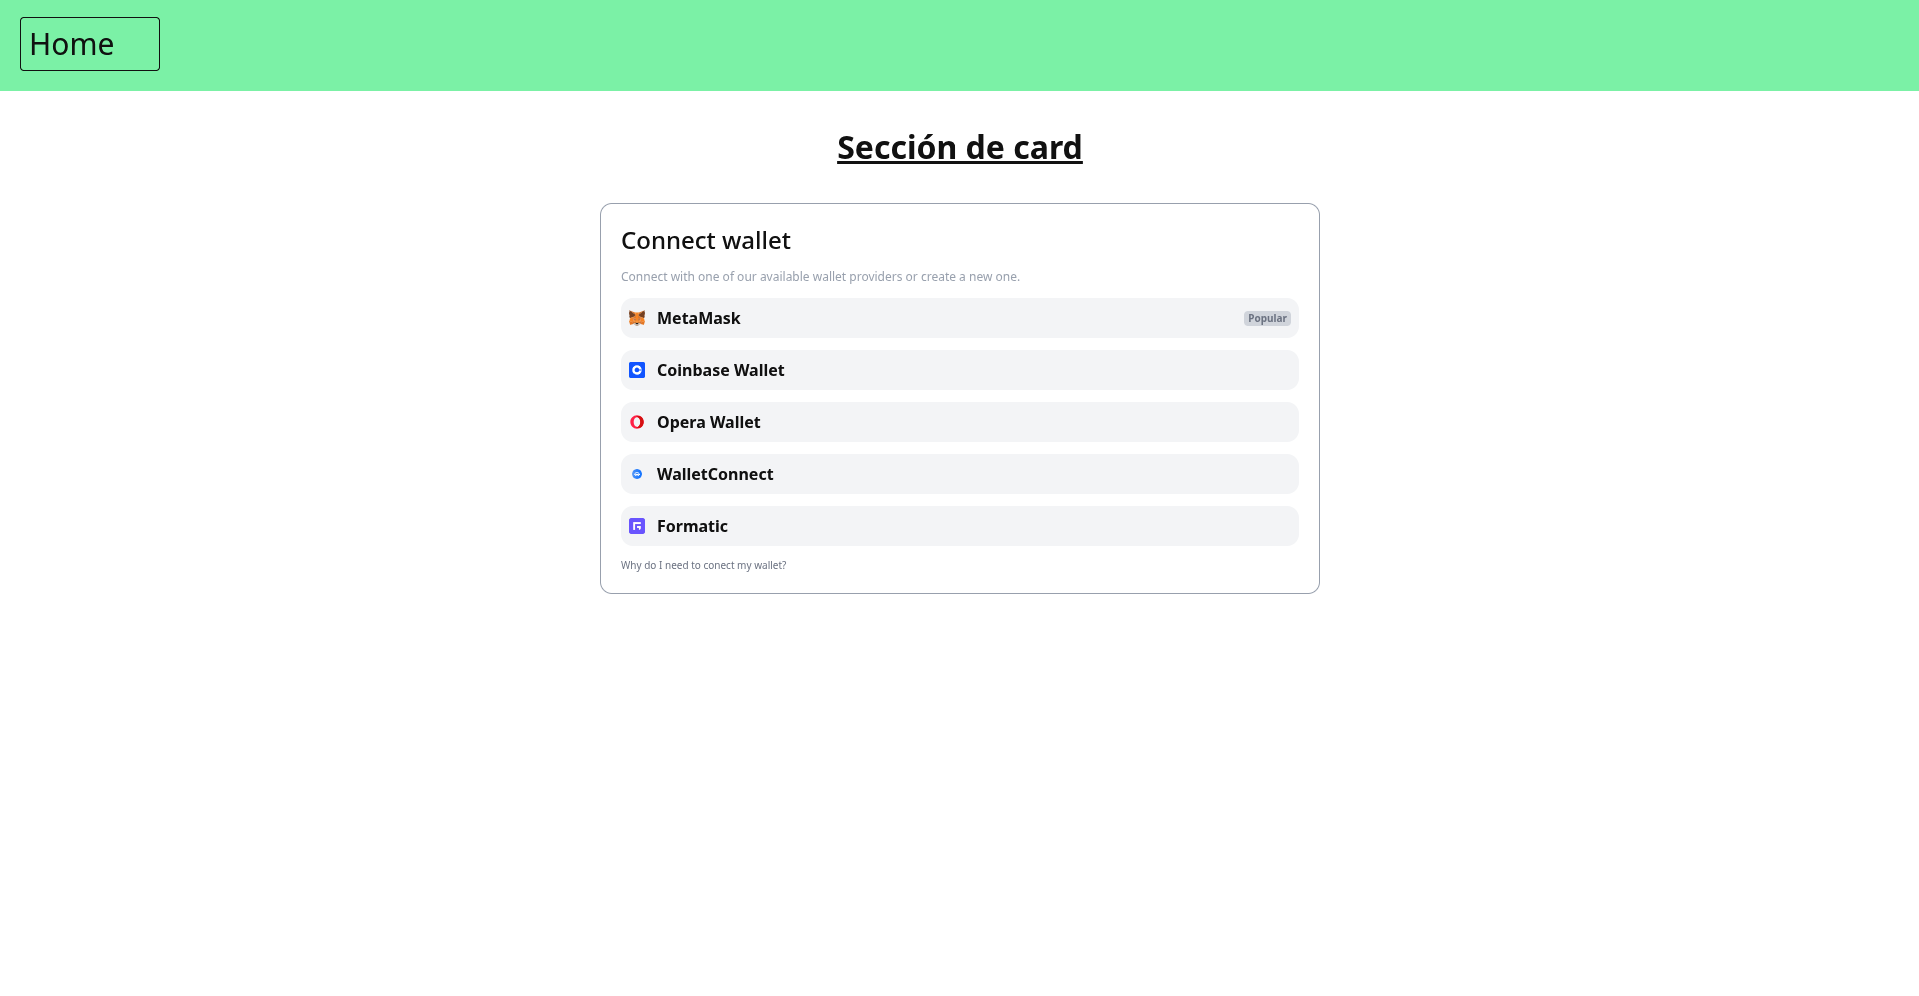 Home
Sección de card
Connect wallet
Connect with one of our available wallet providers or create a new one.
MetaMask Popular
Coinbase Wallet
Opera Wallet
WalletConnect
Formatic
Why do I need to conect my wallet?